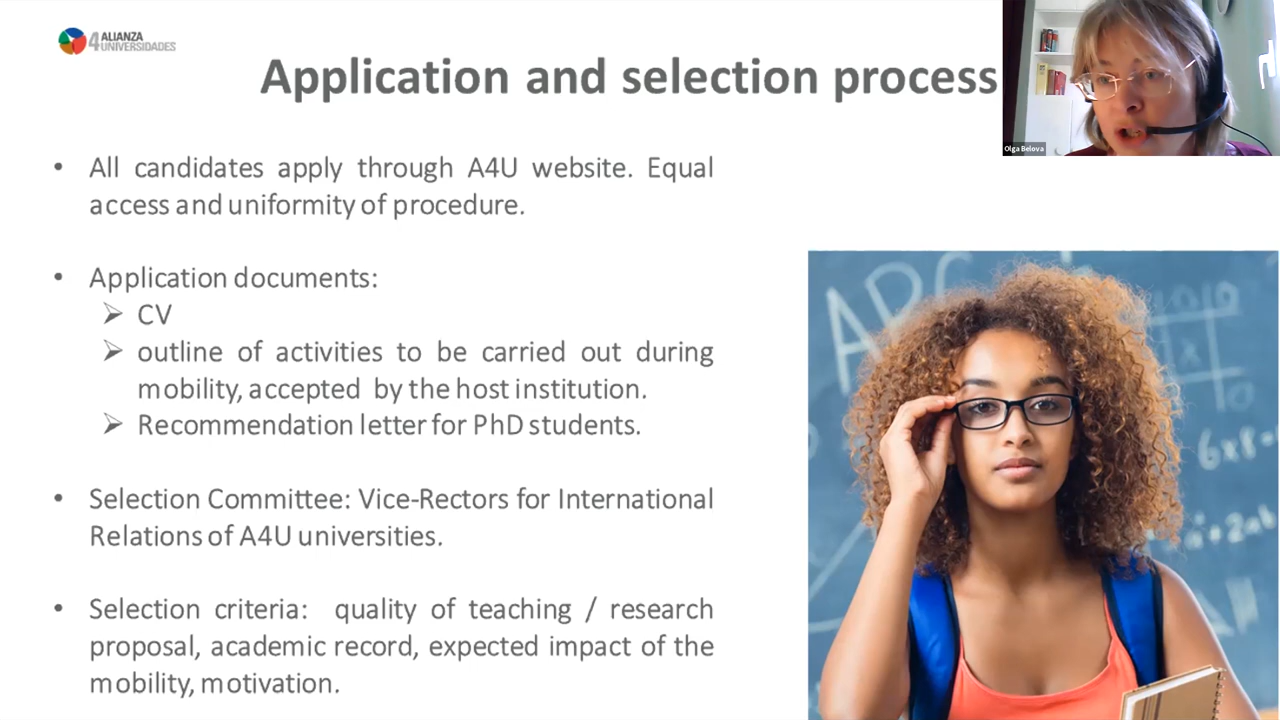 4 ALIANZA
UNIVERSIDADES
Application and selection process
Olga Belova
• All candidates apply through A4U website. Equal
access and uniformity of procedure.
• Application documents:
➢ CV
➢ outline of activities to be carried out during
mobility, accepted by the host institution.
➢ Recommendation letter for PhD students.
• Selection Committee: Vice-Rectors for International
Relations of A4U universities.
• Selection criteria: quality of teaching / research
proposal, academic record, expected impact of the
mobility, motivation.
ABC
6x8-